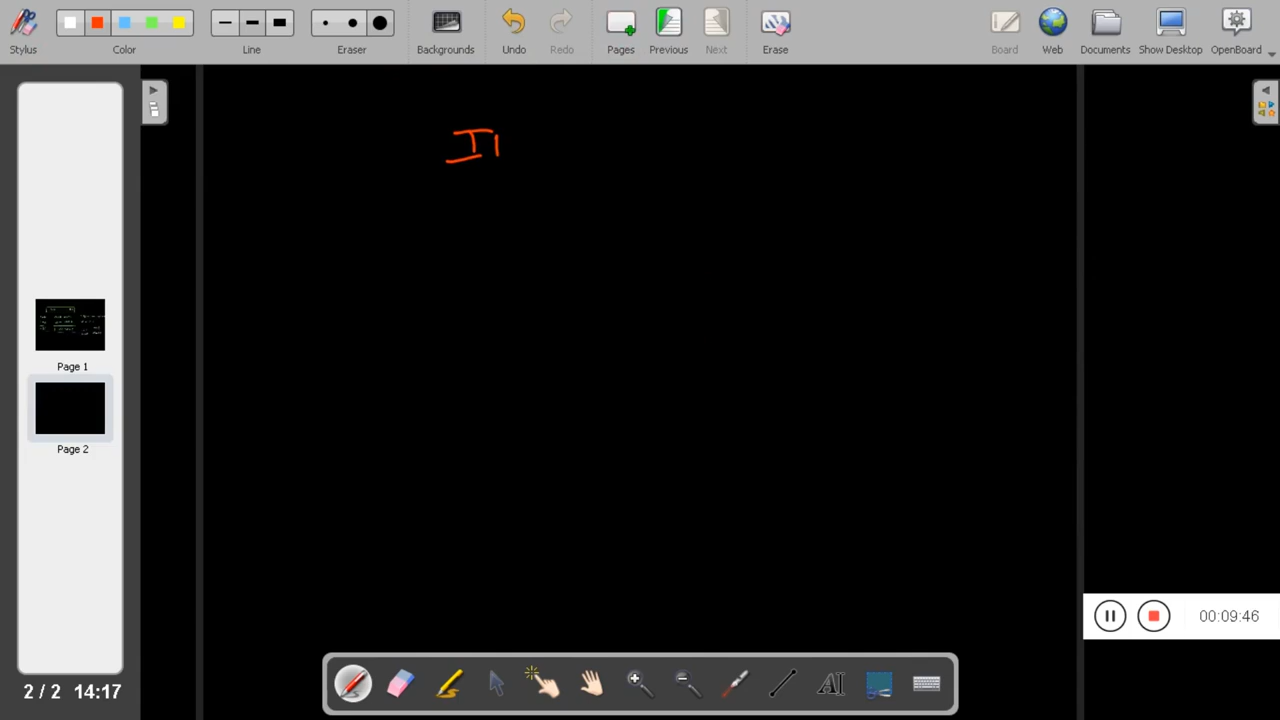 Stylus Color Line Eraser Backgrounds Undo Redo Pages Previous Next Erase Board Web Documents Show Desktop OpenBoard
Page 1
Page 2
00:09:46
2 / 2 14:17
AI